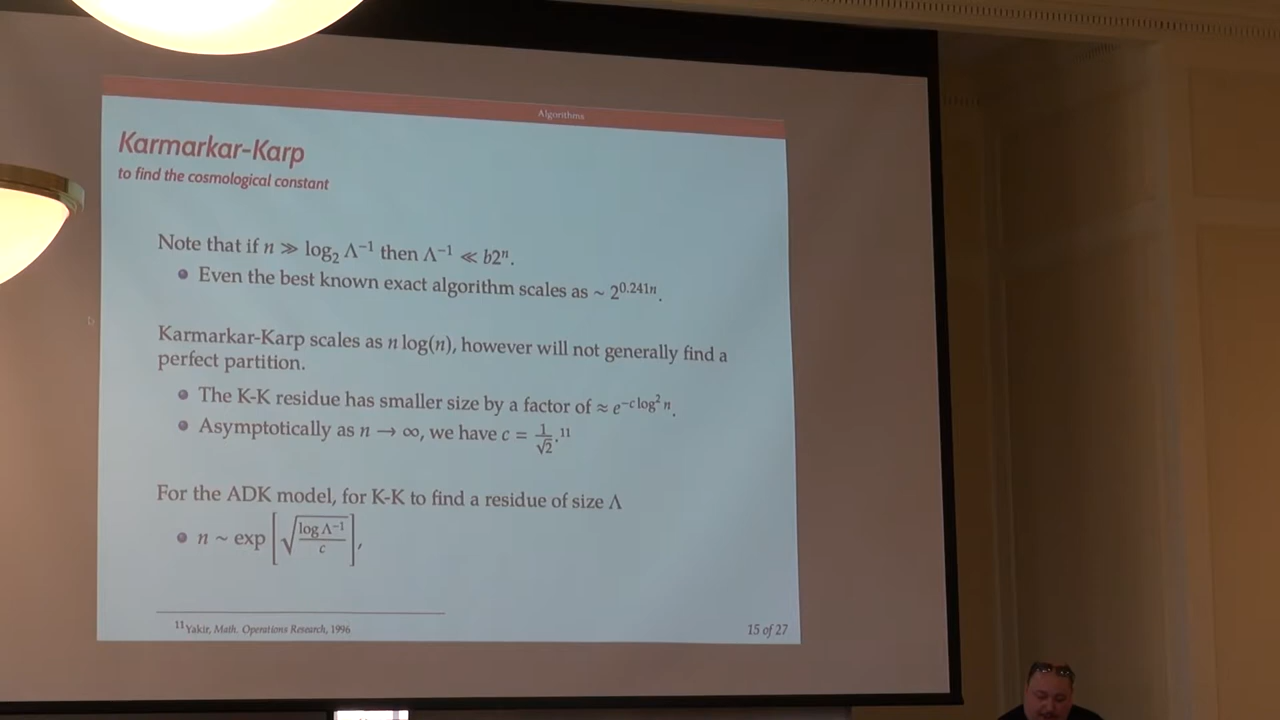 Algorithms
Karmarkar-Karp
to find the cosmological constant
Note that if n ≫ log₂ Λ⁻¹ then Λ⁻¹ ≪ b2ⁿ.
Even the best known exact algorithm scales as ~ 2^{0.241n}.
Karmarkar-Karp scales as n log(n), however will not generally find a
perfect partition.
The K-K residue has smaller size by a factor of ≈ e^{−c log² n}.
Asymptotically as n → ∞, we have c = 1/√2.¹¹
For the ADK model, for K-K to find a residue of size Λ
n ~ exp [√(log Λ⁻¹ / c)],
¹¹Yakir, Math. Operations Research, 1996
15 of 27